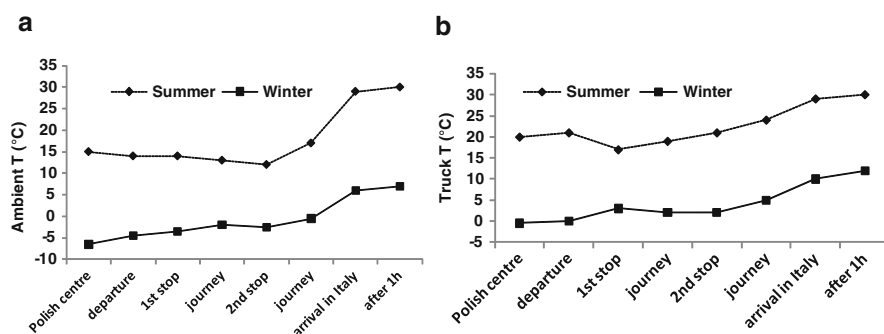 a
Ambient T (°C)
35
30
25
20
15
10
5
0
-5
-10
Summer
Winter
Polish centre
departure
1st stop
journey
2nd stop
journey
arrival in Italy
after 1h
b
Truck T (°C)
35
30
25
20
15
10
5
0
-5
Summer
Winter
Polish centre
departure
1st stop
journey
2nd stop
journey
arrival in Italy
after 1h